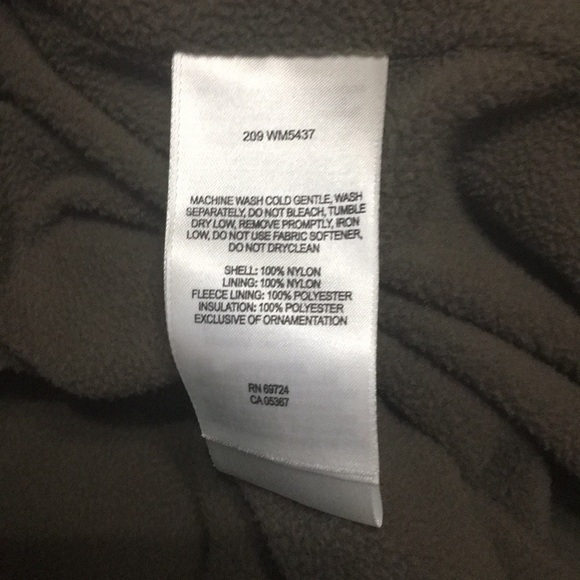 209 WM5437
MACHINE WASH COLD GENTLE, WASH
SEPARATELY, DO NOT BLEACH, TUMBLE
DRY LOW, REMOVE PROMPTLY, IRON
LOW, DO NOT USE FABRIC SOFTENER,
DO NOT DRYCLEAN
SHELL: 100% NYLON
LINING: 100% NYLON
FLEECE LINING: 100% POLYESTER
INSULATION: 100% POLYESTER
EXCLUSIVE OF ORNAMENTATION
RN 69724
CA 05367